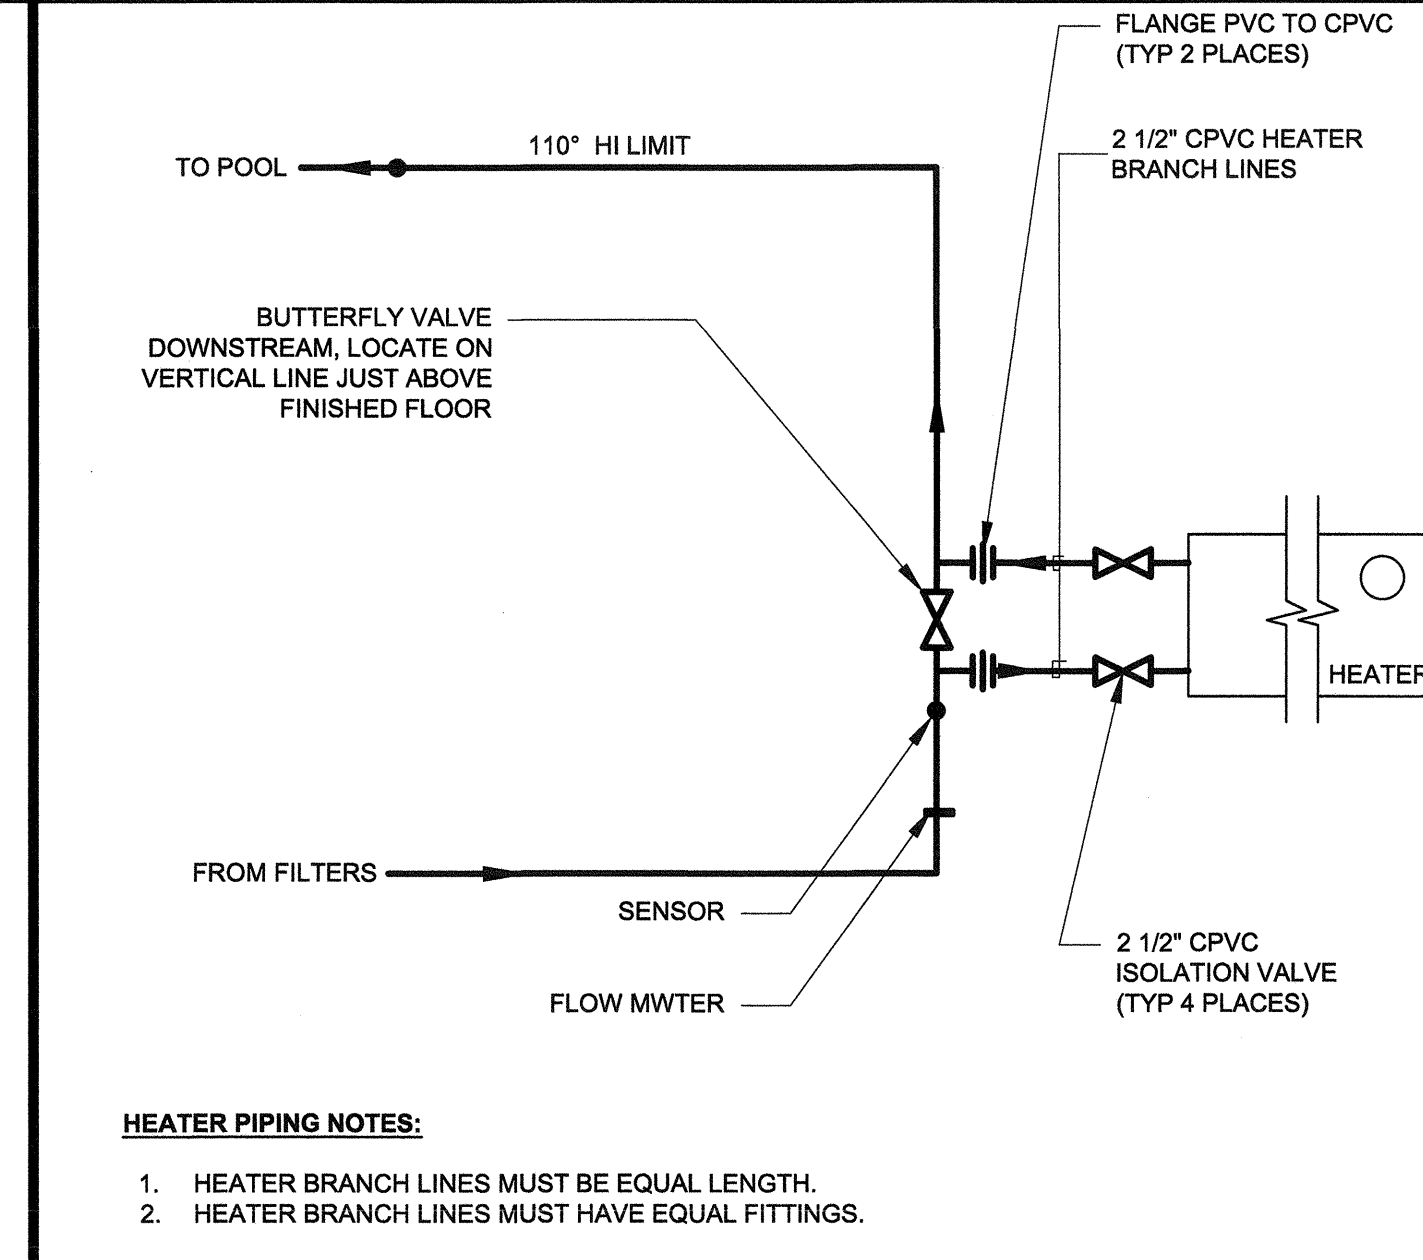 FLANGE PVC TO CPVC
(TYP 2 PLACES)
2 1/2" CPVC HEATER
BRANCH LINES
110° HI LIMIT
TO POOL
BUTTERFLY VALVE
DOWNSTREAM, LOCATE ON
VERTICAL LINE JUST ABOVE
FINISHED FLOOR
HEATER
FROM FILTERS
SENSOR
FLOW MWTER
2 1/2" CPVC
ISOLATION VALVE
(TYP 4 PLACES)
HEATER PIPING NOTES:
1. HEATER BRANCH LINES MUST BE EQUAL LENGTH.
2. HEATER BRANCH LINES MUST HAVE EQUAL FITTINGS.